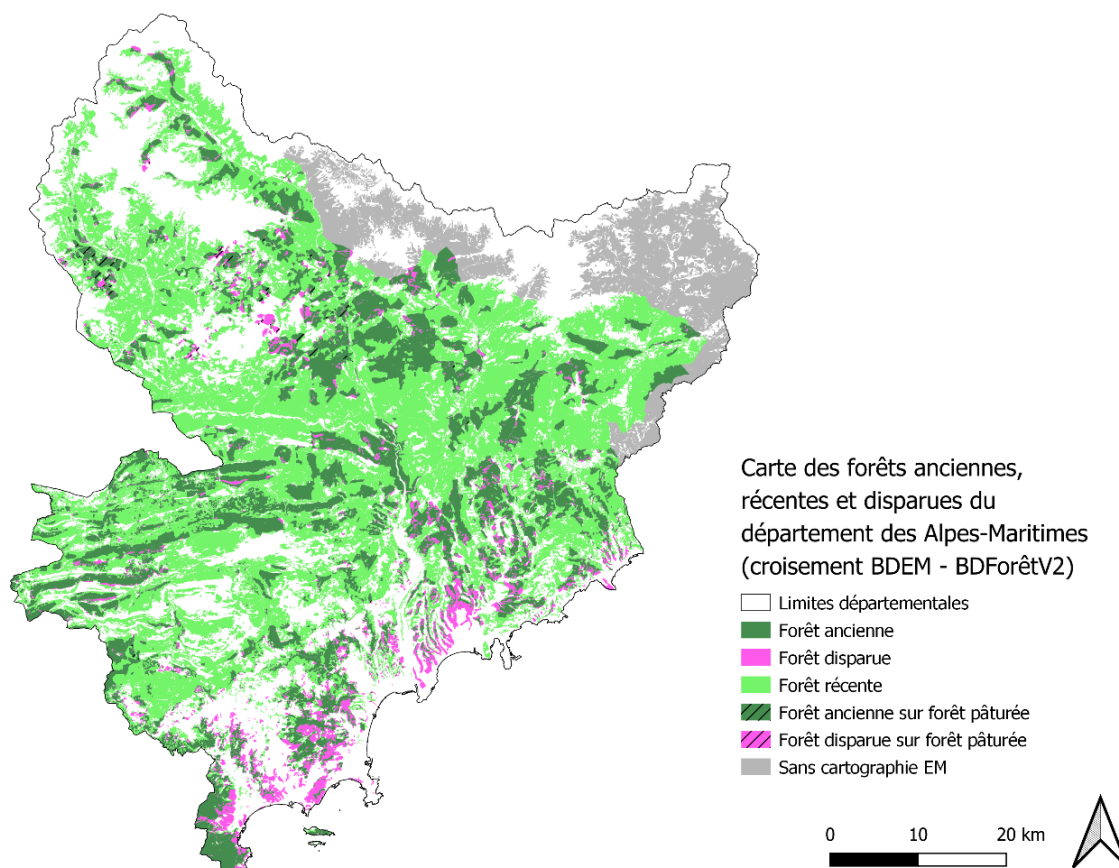 Carte des forêts anciennes,
récentes et disparues du
département des Alpes-Maritimes
(croisement BDEM - BDForêtV2)
Limites départementales
Forêt ancienne
Forêt disparue
Forêt récente
Forêt ancienne sur forêt pâturée
Forêt disparue sur forêt pâturée
Sans cartographie EM
0 10 20 km